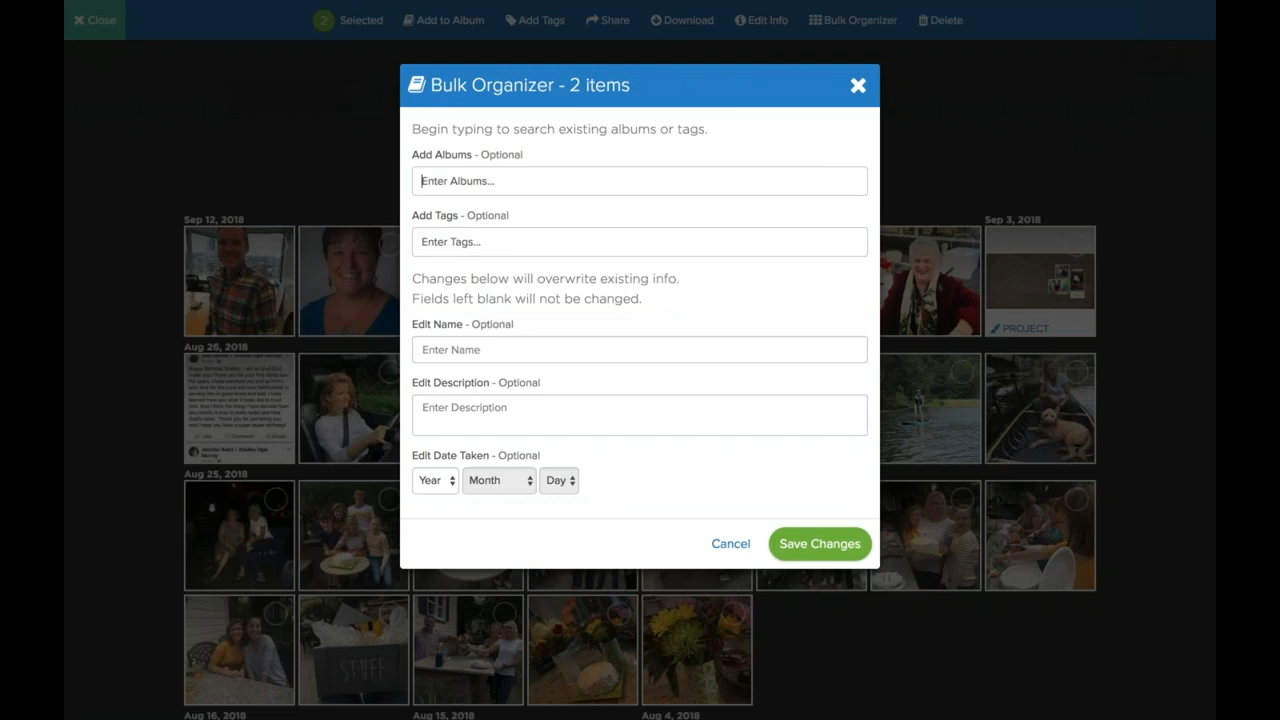 Close
2 Selected Add to Album Add Tags Share Download Edit Info Bulk Organizer Delete
Bulk Organizer - 2 items
Begin typing to search existing albums or tags.
Add Albums - Optional
Enter Albums...
Add Tags - Optional
Enter Tags...
Changes below will overwrite existing info.
Fields left blank will not be changed.
Edit Name - Optional
Enter Name
Edit Description - Optional
Enter Description
Edit Date Taken - Optional
Year Month Day
Cancel Save Changes
Sep 12, 2018
Sep 3, 2018
PROJECT
Aug 26, 2018
Aug 25, 2018
STUFF
Aug 16, 2018
Aug 15, 2018
Aug 4, 2018